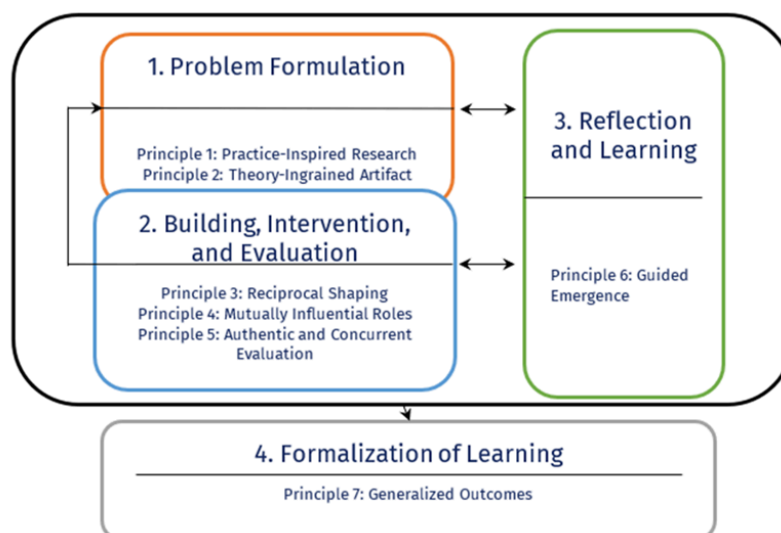 1. Problem Formulation
Principle 1: Practice-Inspired Research
Principle 2: Theory-Ingrained Artifact
2. Building, Intervention,
and Evaluation
Principle 3: Reciprocal Shaping
Principle 4: Mutually Influential Roles
Principle 5: Authentic and Concurrent
Evaluation
3. Reflection
and Learning
Principle 6: Guided
Emergence
4. Formalization of Learning
Principle 7: Generalized Outcomes